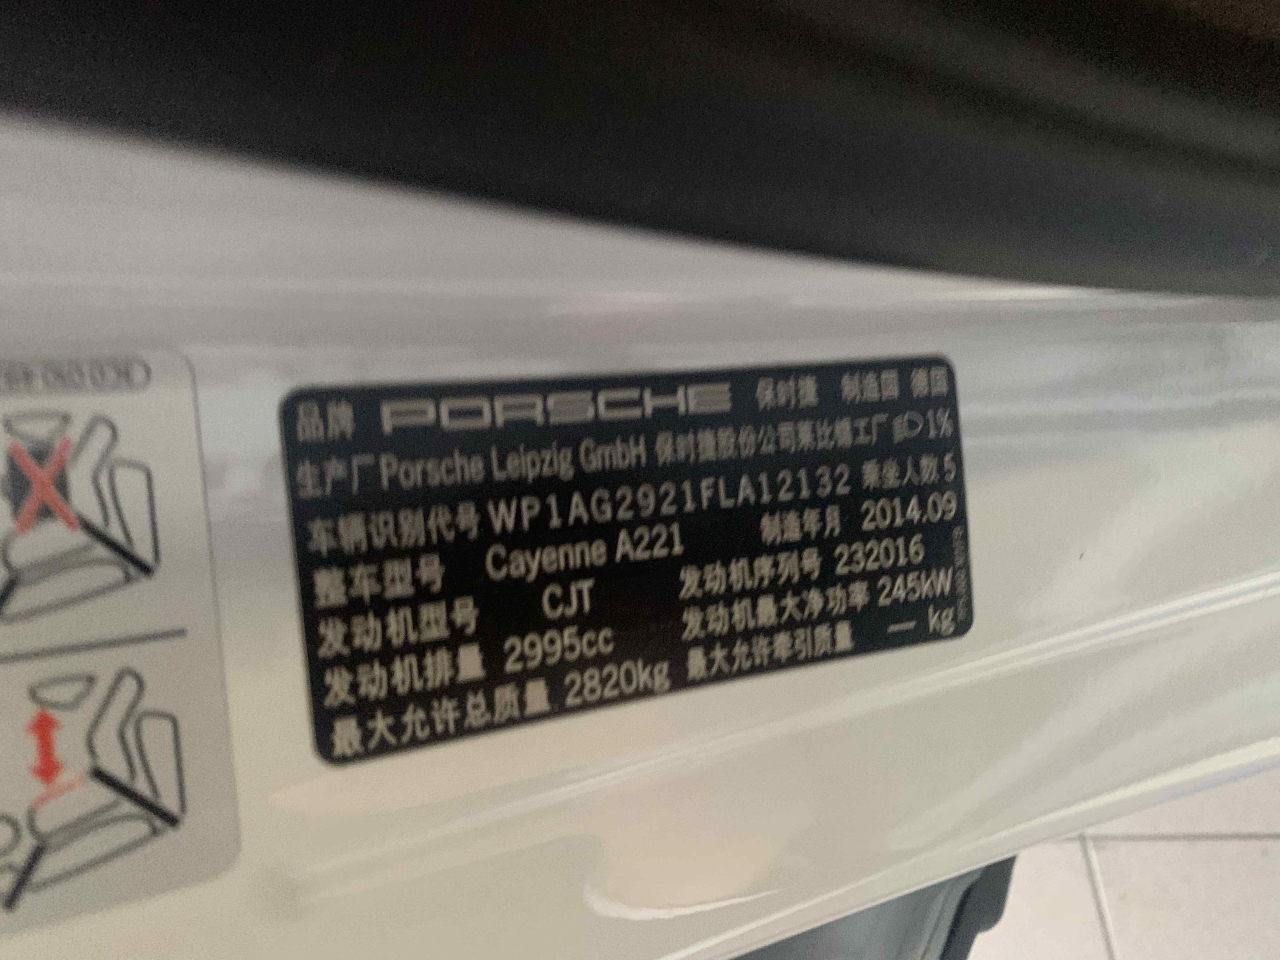 品牌 PORSCHE 保时捷 制造国 德国
生产厂 Porsche Leipzig GmbH 保时捷股份公司莱比锡工厂 1%
车辆识别代号 WP1AG2921FLA12132 乘坐人数 5
整车型号 Cayenne A221 制造年月 2014.09
发动机型号 CJT 发动机序列号 232016
发动机排量 2995cc 发动机最大净功率 245kW
最大允许总质量 2820kg 最大允许牵引质量 — kg